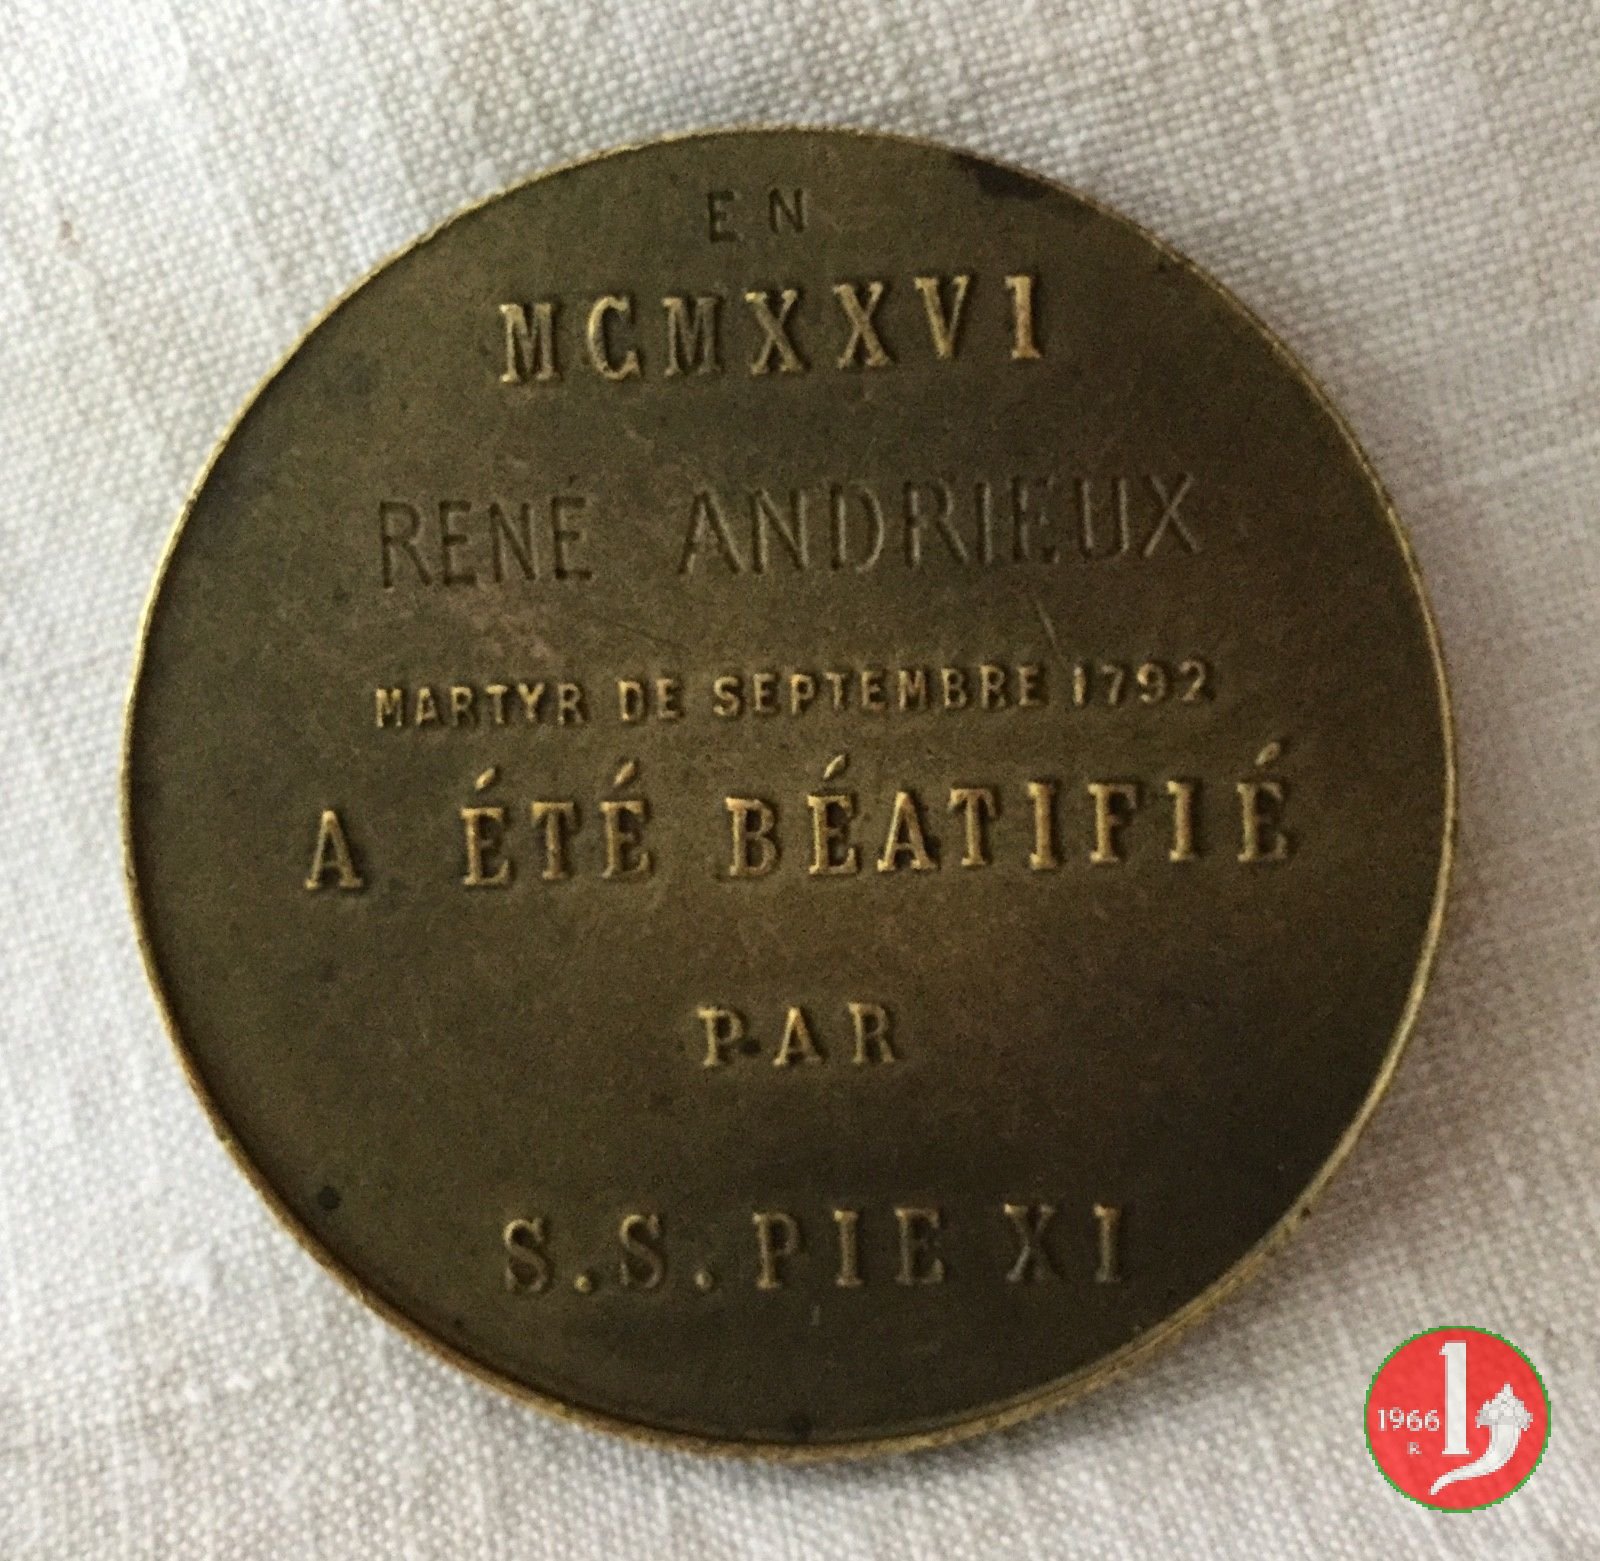 EN
MCMXXVI
RENÉ ANDRIEUX
MARTYR DE SEPTEMBRE 1792
A ÉTÉ BÉATIFIÉ
PAR
S.S. PIE XI
1966
R